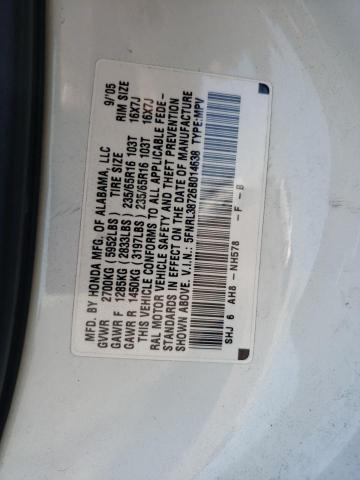 MFD. BY HONDA MFG. OF ALABAMA, LLC 9/'05
GVWR 2700KG (5952LBS) TIRE SIZE RIM SIZE
GAWR F 1285KG (2833LBS) 235/65R16 103T 16X7J
GAWR R 1450KG (3197LBS) 235/65R16 103T 16X7J
THIS VEHICLE CONFORMS TO ALL APPLICABLE FEDE-
RAL MOTOR VEHICLE SAFETY AND THEFT PREVENTION
STANDARDS IN EFFECT ON THE DATE OF MANUFACTURE
SHOWN ABOVE. V.I.N.: 5FNRL38726B014638 TYPE:MPV
SHJ 6 AH8 - NH578 - F - B